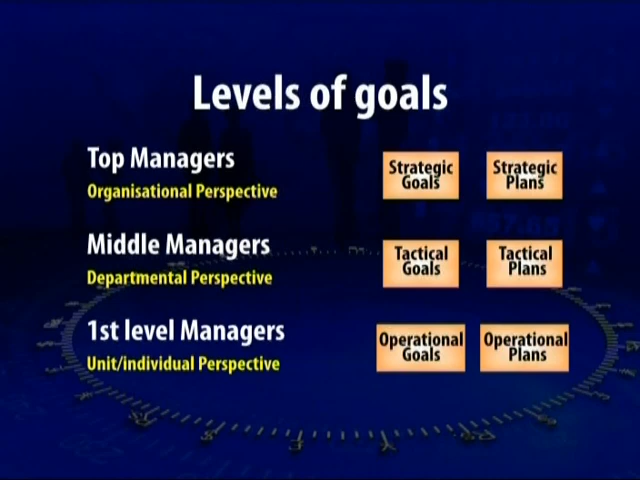 Levels of goals
Top Managers
Organisational Perspective
Strategic
Goals
Strategic
Plans
Middle Managers
Departmental Perspective
Tactical
Goals
Tactical
Plans
1st level Managers
Unit/individual Perspective
Operational
Goals
Operational
Plans